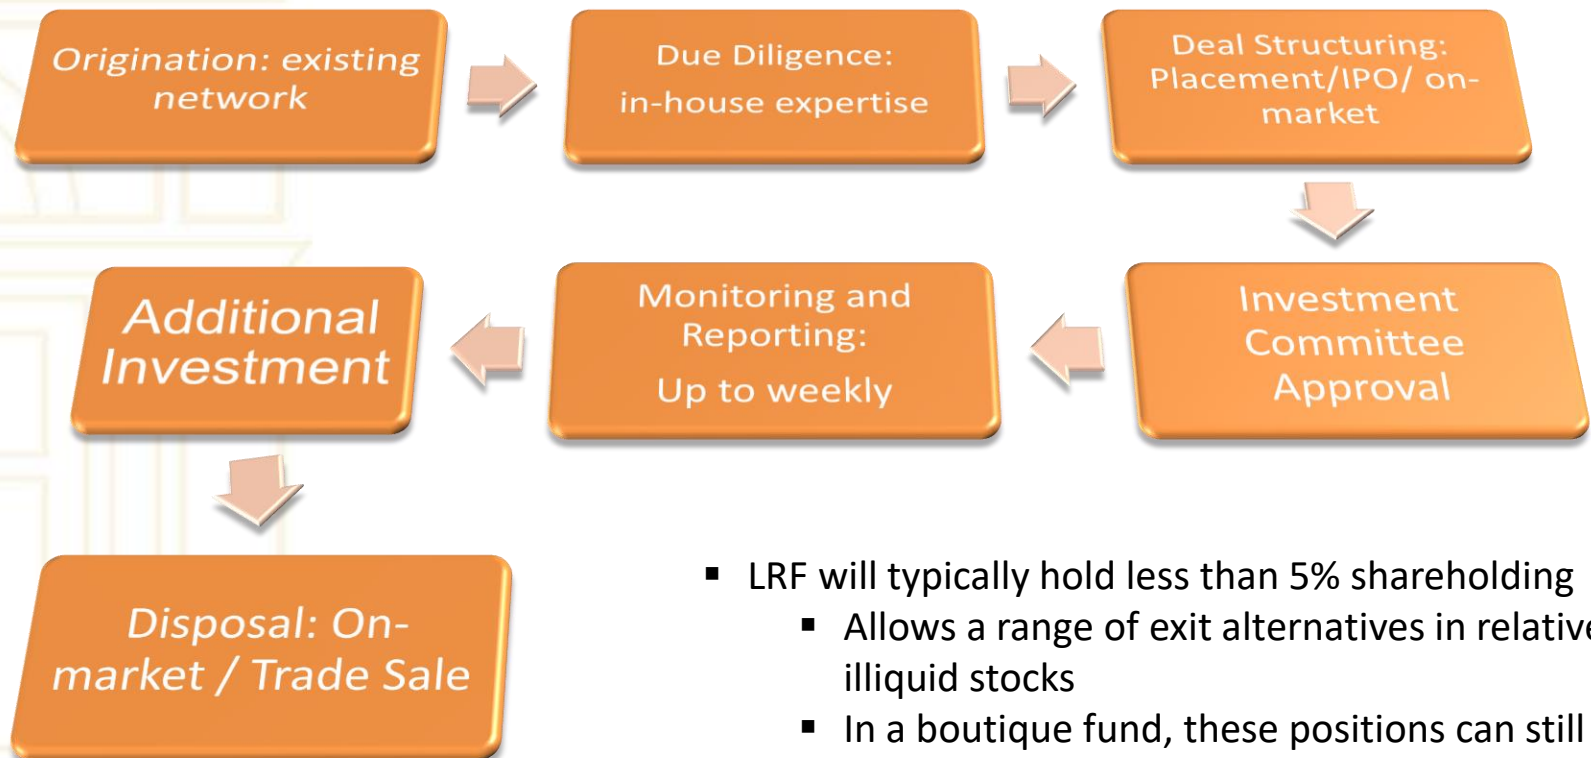 Origination: existing
network
Due Diligence:
in-house expertise
Deal Structuring:
Placement/IPO/ on-
market
Investment
Committee
Approval
Monitoring and
Reporting:
Up to weekly
Additional
Investment
Disposal: On-
market / Trade Sale
▪ LRF will typically hold less than 5% shareholding
▪ Allows a range of exit alternatives in
illiquid stocks
▪ In a boutique fund, these positions can still